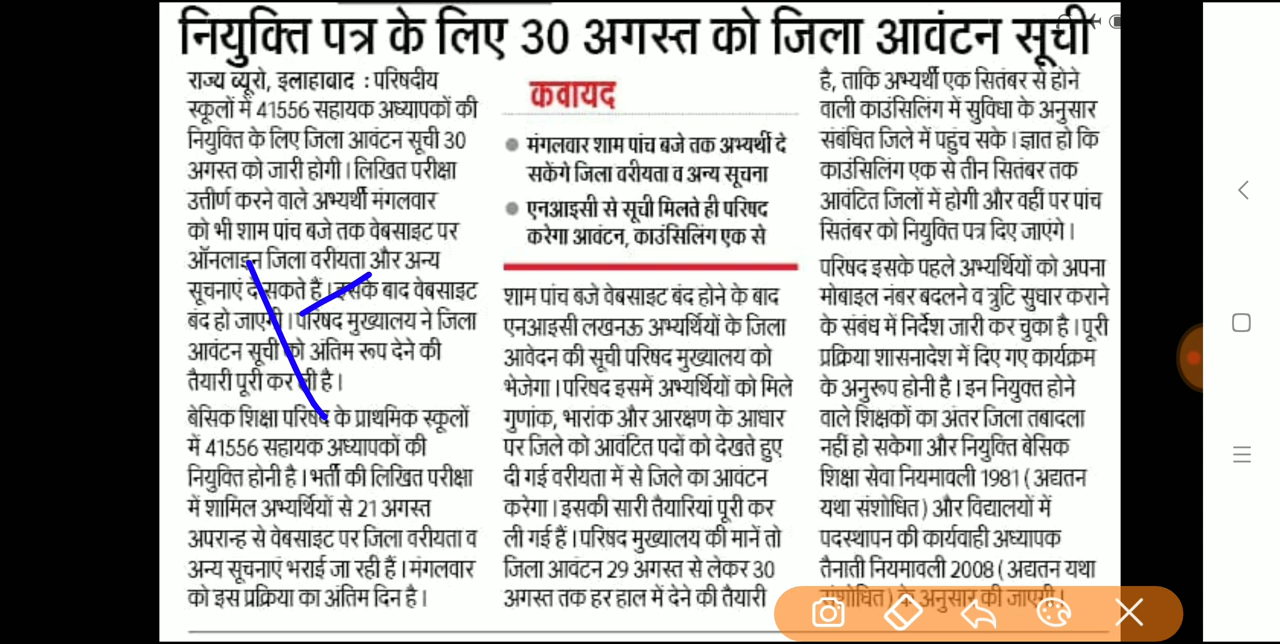 नियुक्ति पत्र के लिए 30 अगस्त को जिला आवंटन सूची
राज्य ब्यूरो, इलाहाबाद : परिषदीय
स्कूलों में 41556 सहायक अध्यापकों की
नियुक्ति के लिए जिला आवंटन सूची 30
अगस्त को जारी होगी। लिखित परीक्षा
उत्तीर्ण करने वाले अभ्यर्थी मंगलवार
को भी शाम पांच बजे तक वेबसाइट पर
ऑनलाइन जिला वरीयता और अन्य
सूचनाएं दे सकते हैं। इसके बाद वेबसाइट
बंद हो जाएगी। परिषद मुख्यालय ने जिला
आवंटन सूची को अंतिम रूप देने की
तैयारी पूरी कर ली है।
बेसिक शिक्षा परिषद के प्राथमिक स्कूलों
में 41556 सहायक अध्यापकों की
नियुक्ति होनी है। भर्ती की लिखित परीक्षा
में शामिल अभ्यर्थियों से 21 अगस्त
अपरान्ह से वेबसाइट पर जिला वरीयता व
अन्य सूचनाएं भराई जा रही हैं। मंगलवार
को इस प्रक्रिया का अंतिम दिन है।
कवायद
मंगलवार शाम पांच बजे तक अभ्यर्थी दे
सकेंगे जिला वरीयता व अन्य सूचना
एनआइसी से सूची मिलते ही परिषद
करेगा आवंटन, काउंसिलिंग एक से
शाम पांच बजे वेबसाइट बंद होने के बाद
एनआइसी लखनऊ अभ्यर्थियों के जिला
आवेदन की सूची परिषद मुख्यालय को
भेजेगा। परिषद इसमें अभ्यर्थियों को मिले
गुणांक, भारांक और आरक्षण के आधार
पर जिले को आवंटित पदों को देखते हुए
दी गई वरीयता में से जिले का आवंटन
करेगा। इसकी सारी तैयारियां पूरी कर
ली गई हैं। परिषद मुख्यालय की मानें तो
जिला आवंटन 29 अगस्त से लेकर 30
अगस्त तक हर हाल में देने की तैयारी
है, ताकि अभ्यर्थी एक सितंबर से होने
वाली काउंसिलिंग में सुविधा के अनुसार
संबंधित जिले में पहुंच सके। ज्ञात हो कि
काउंसिलिंग एक से तीन सितंबर तक
आवंटित जिलों में होगी और वहीं पर पांच
सितंबर को नियुक्ति पत्र दिए जाएंगे।
परिषद इसके पहले अभ्यर्थियों को अपना
मोबाइल नंबर बदलने व त्रुटि सुधार कराने
के संबंध में निर्देश जारी कर चुका है। पूरी
प्रक्रिया शासनादेश में दिए गए कार्यक्रम
के अनुरूप होनी है। इन नियुक्त होने
वाले शिक्षकों का अंतर जिला तबादला
नहीं हो सकेगा और नियुक्ति बेसिक
शिक्षा सेवा नियमावली 1981 ( अद्यतन
यथा संशोधित ) और विद्यालयों में
पदस्थापन की कार्यवाही अध्यापक
तैनाती नियमावली 2008 ( अद्यतन यथा
संशोधित ) के अनुसार की जाएगी।